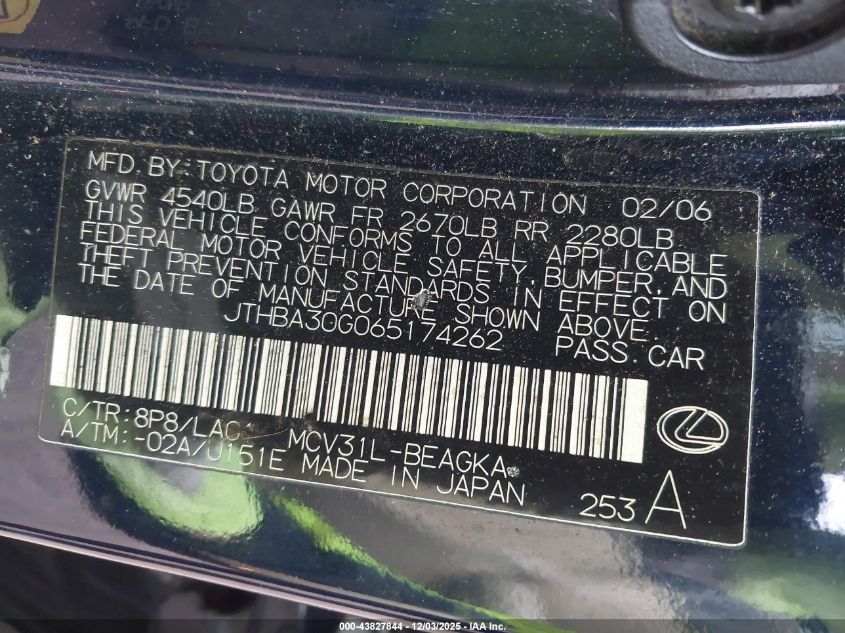 MFD. BY: TOYOTA MOTOR CORPORATION 02/06
GVWR 4540LB GAWR FR 2670LB RR 2280LB
THIS VEHICLE CONFORMS TO ALL APPLICABLE
FEDERAL MOTOR VEHICLE SAFETY, BUMPER, AND
THEFT PREVENTION STANDARDS IN EFFECT ON
THE DATE OF MANUFACTURE SHOWN ABOVE.
JTHBA30G065174262 PASS. CAR
C/TR: 8P8/LAC MCV31L-BEAGKA
A/TM: -02A/U151E MADE IN JAPAN
253 A
000-43827844 | 12/03/2025 - IAA Inc. (JMA)